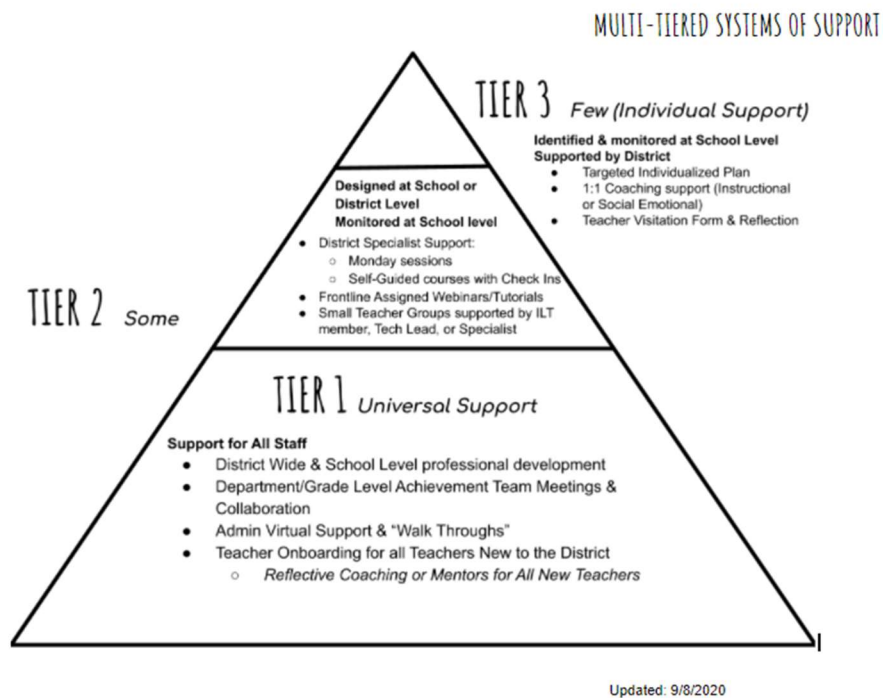 MULTI-TIERED SYSTEMS OF SUPPORT
TIER 3 Few (Individual Support)
Identified & monitored at School Level
Supported by District
● Targeted Individualized Plan
● 1:1 Coaching support (Instructional
or Social Emotional)
● Teacher Visitation Form & Reflection
TIER 2 Some
Designed at School or
District Level
Monitored at School level
● District Specialist Support:
○ Monday sessions
○ Self-Guided courses with Check Ins
● Frontline Assigned Webinars/Tutorials
● Small Teacher Groups supported by ILT
member, Tech Lead, or Specialist
TIER 1 Universal Support
Support for All Staff
● District Wide & School Level professional development
● Department/Grade Level Achievement Team Meetings &
Collaboration
● Admin Virtual Support & “Walk Throughs”
● Teacher Onboarding for all Teachers New to the District
○ Reflective Coaching or Mentors for All New Teachers
Updated: 9/8/2020